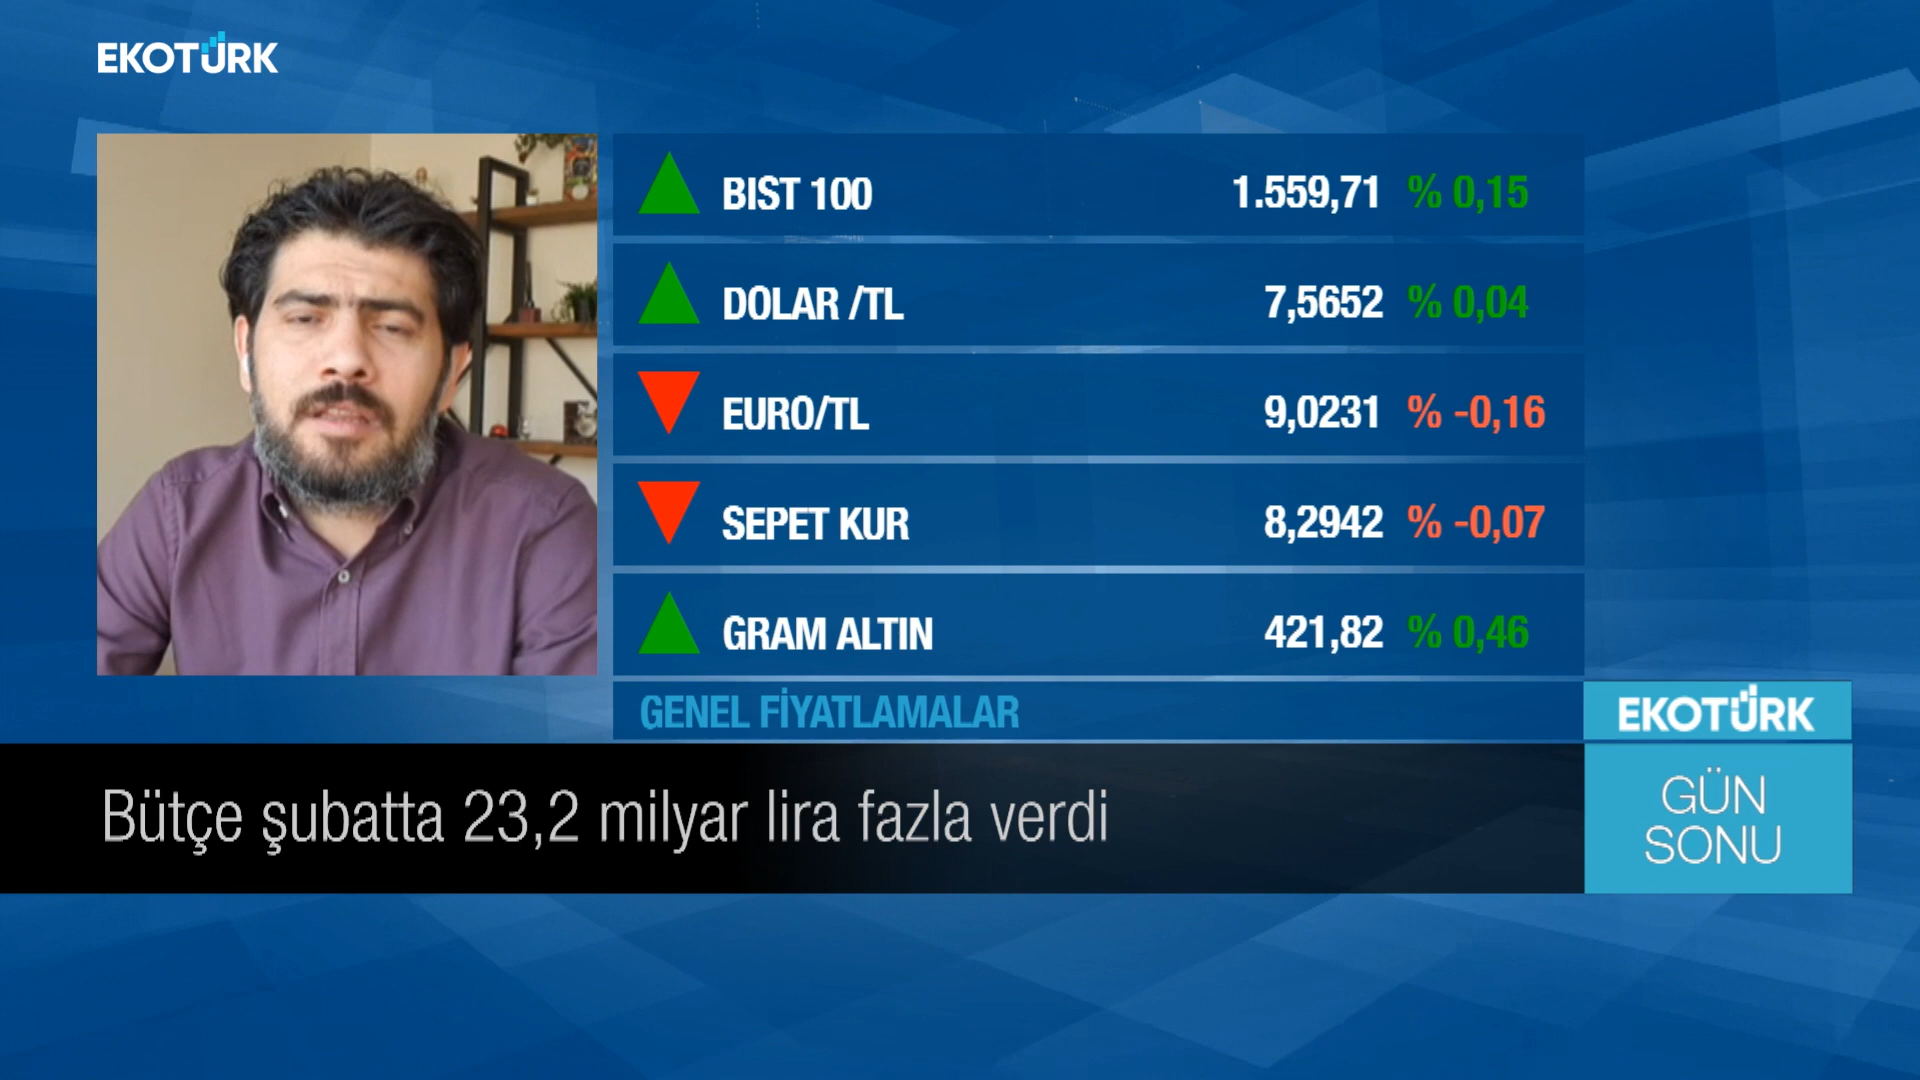 EKOTÜRK
BIST 100 1.559,71 % 0,15
DOLAR /TL 7,5652 % 0,04
EURO/TL 9,0231 % -0,16
SEPET KUR 8,2942 % -0,07
GRAM ALTIN 421,82 % 0,46
GENEL FİYATLAMALAR
EKOTÜRK
Bütçe şubatta 23,2 milyar lira fazla verdi
GÜN
SONU